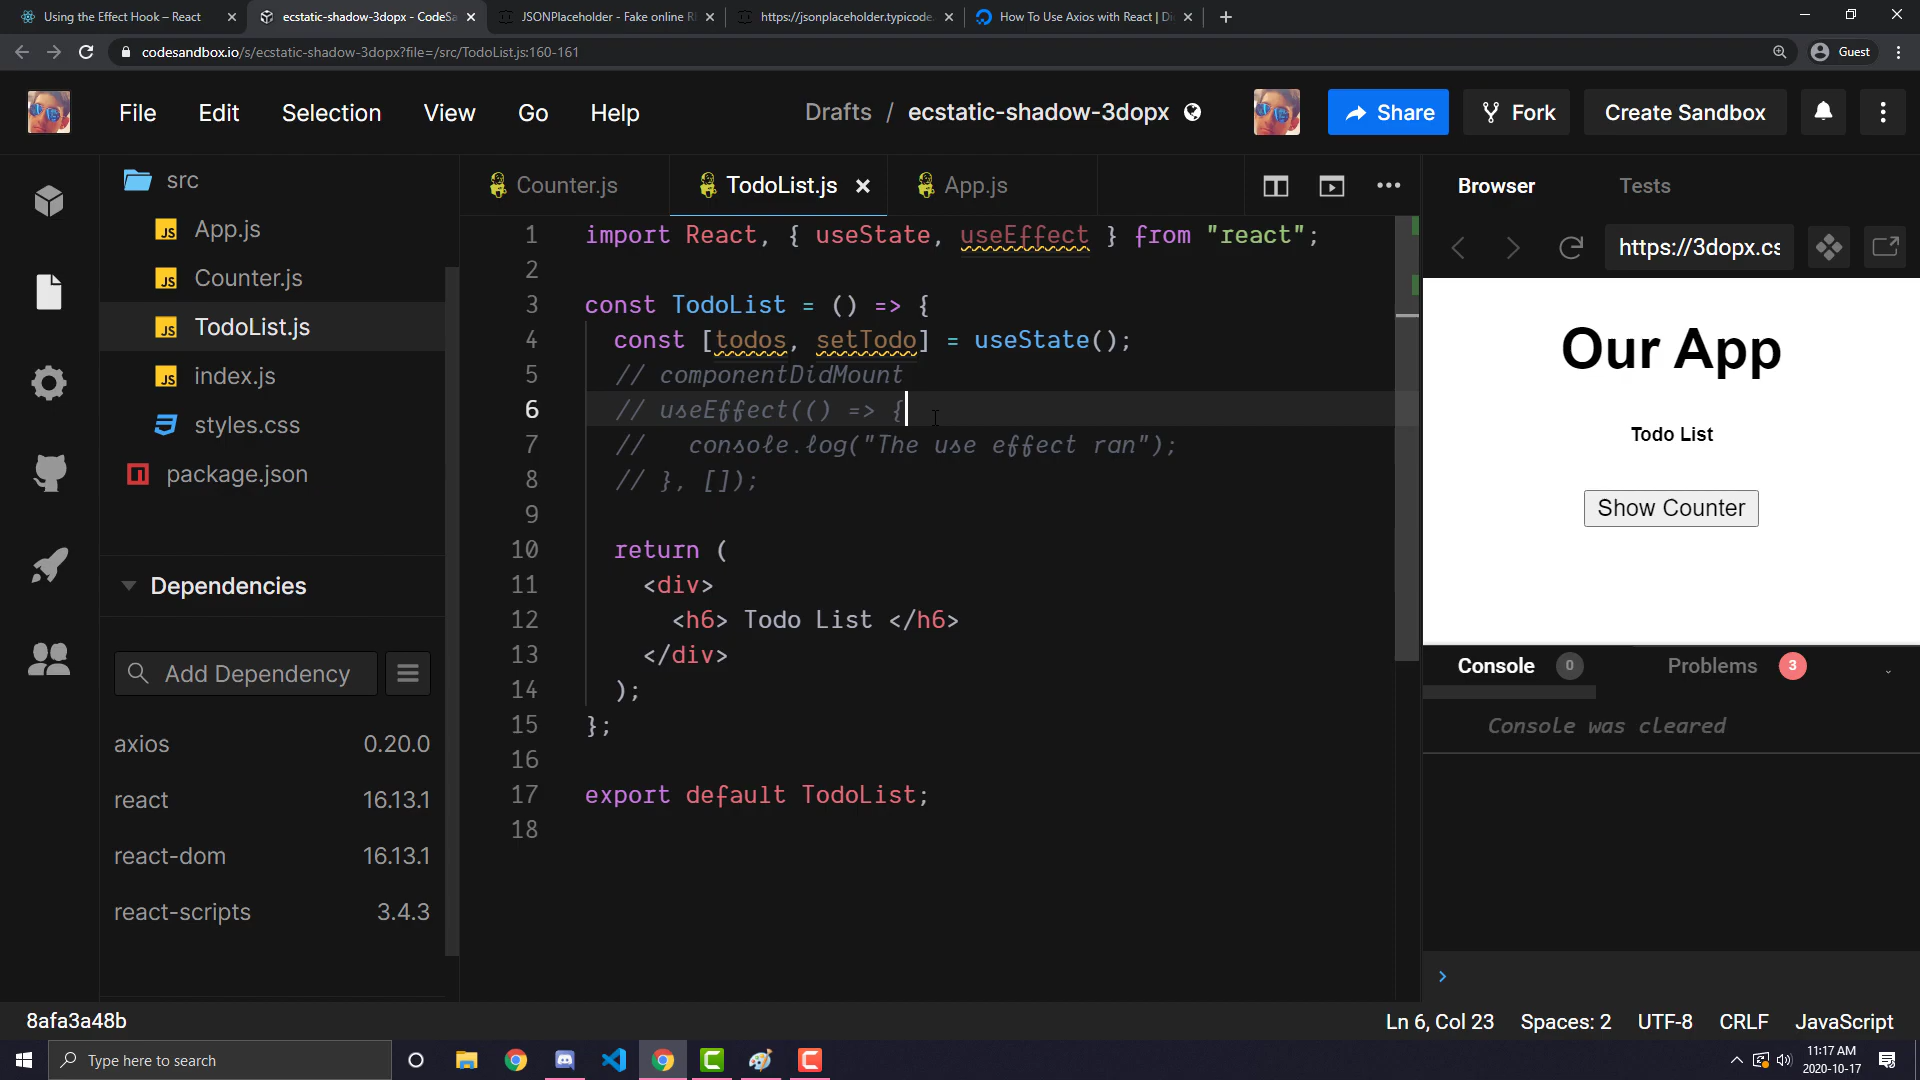 Using the Effect Hook – React
ecstatic-shadow-3dopx - CodeSa
JSONPlaceholder - Fake online R
https://jsonplaceholder.typicode.
How To Use Axios with React | Di
codesandbox.io/s/ecstatic-shadow-3dopx?file=/src/TodoList.js:160-161
Guest
File Edit Selection View Go Help
Drafts / ecstatic-shadow-3dopx
Share
Fork
Create Sandbox
src
App.js
Counter.js
TodoList.js
index.js
styles.css
package.json
Dependencies
Add Dependency
axios 0.20.0
react 16.13.1
react-dom 16.13.1
react-scripts 3.4.3
Counter.js
TodoList.js
App.js
1 import React, { useState, useEffect } from "react";
2
3 const TodoList = () => {
4 const [todos, setTodo] = useState();
5 // componentDidMount
6 // useEffect(() => {
7 // console.log("The use effect ran");
8 // }, []);
9
10 return (
11 <div>
12 <h6> Todo List </h6>
13 </div>
14 );
15 };
16
17 export default TodoList;
18
Browser Tests
https://3dopx.cs
Our App
Todo List
Show Counter
Console 0 Problems 3
Console was cleared
8afa3a48b
Ln 6, Col 23 Spaces: 2 UTF-8 CRLF JavaScript
Type here to search
11:17 AM
2020-10-17